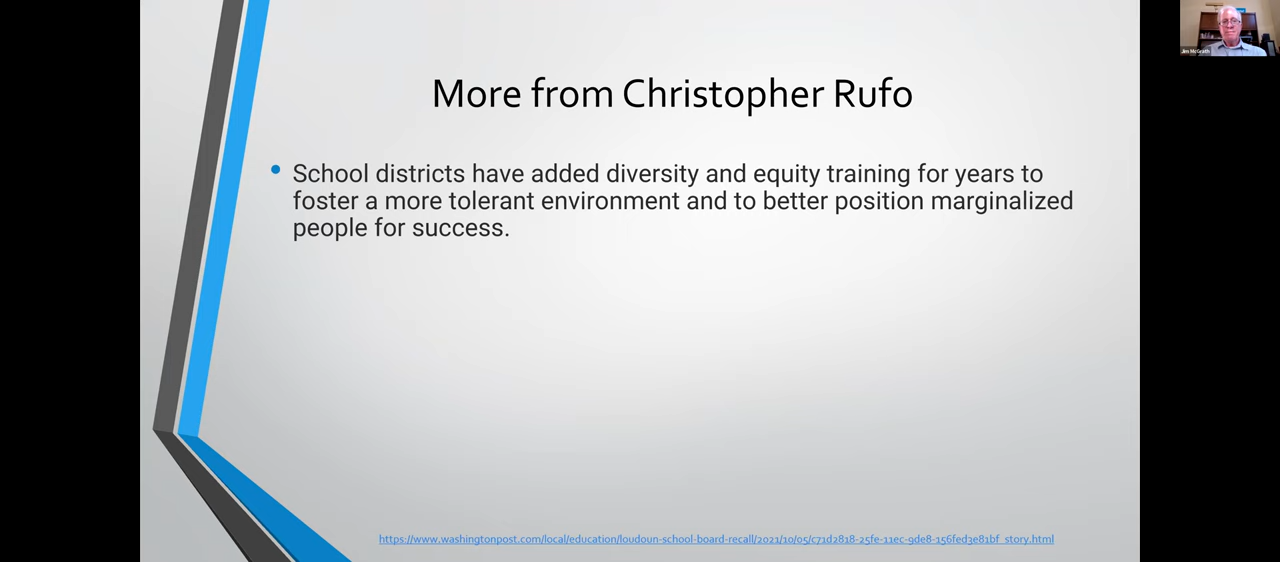 More from Christopher Rufo
• School districts have added diversity and equity training for years to
foster a more tolerant environment and to better position marginalized
people for success.
https://www.washingtonpost.com/local/education/loudoun-school-board-recall/2021/10/05/c71d2818-25fe-11ec-9de8-156fed3e81bf_story.html
Jim McGrath